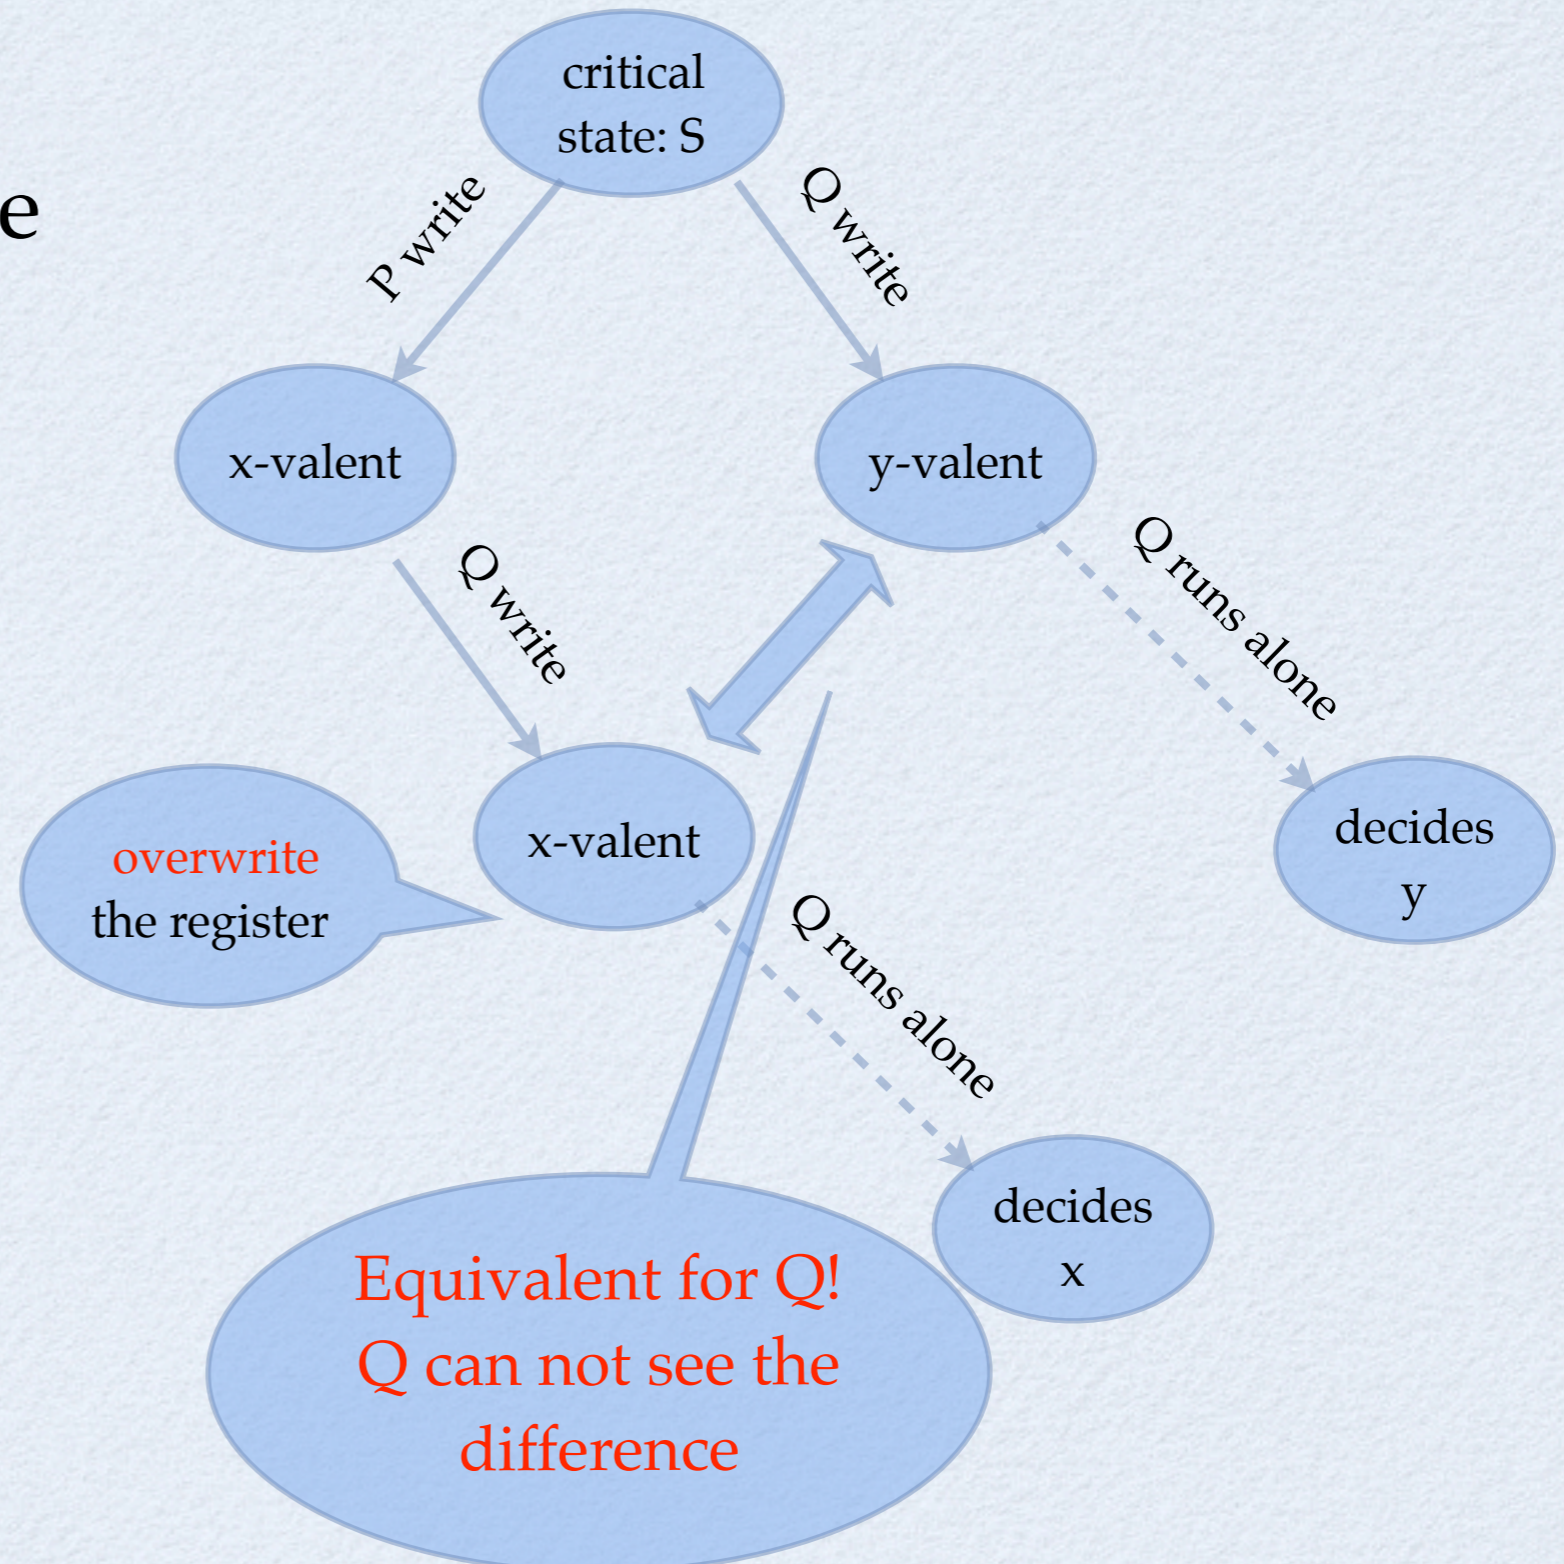 critical
state: S
e
P write
Q write
x-valent
y-valent
Q write
Q runs alone
overwrite
the register
x-valent
decides
y
Q runs alone
decides
x
Equivalent for Q!
Q can not see the
difference